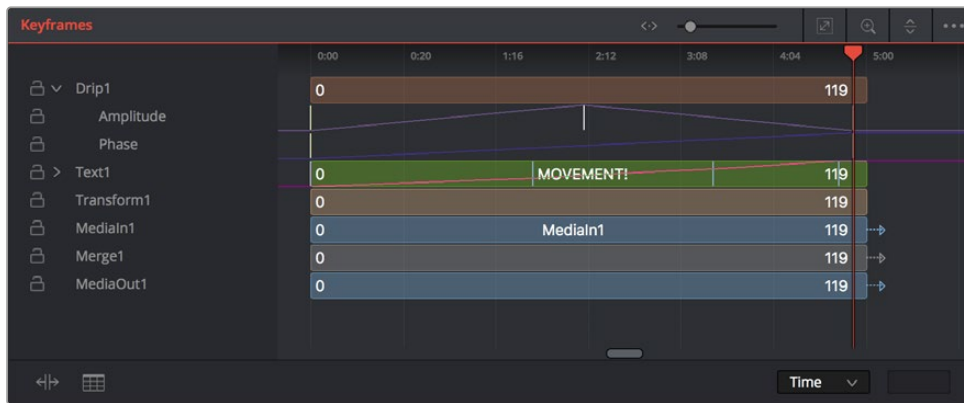 Keyframes
0:00 0:20 1:16 2:12 3:08 4:04 5:00
Drip1 0 119
Amplitude
Phase
Text1 0 MOVEMENT! 119
Transform1 0 119
MediaIn1 0 MediaIn1 119
Merge1 0 119
MediaOut1 0 119
Time